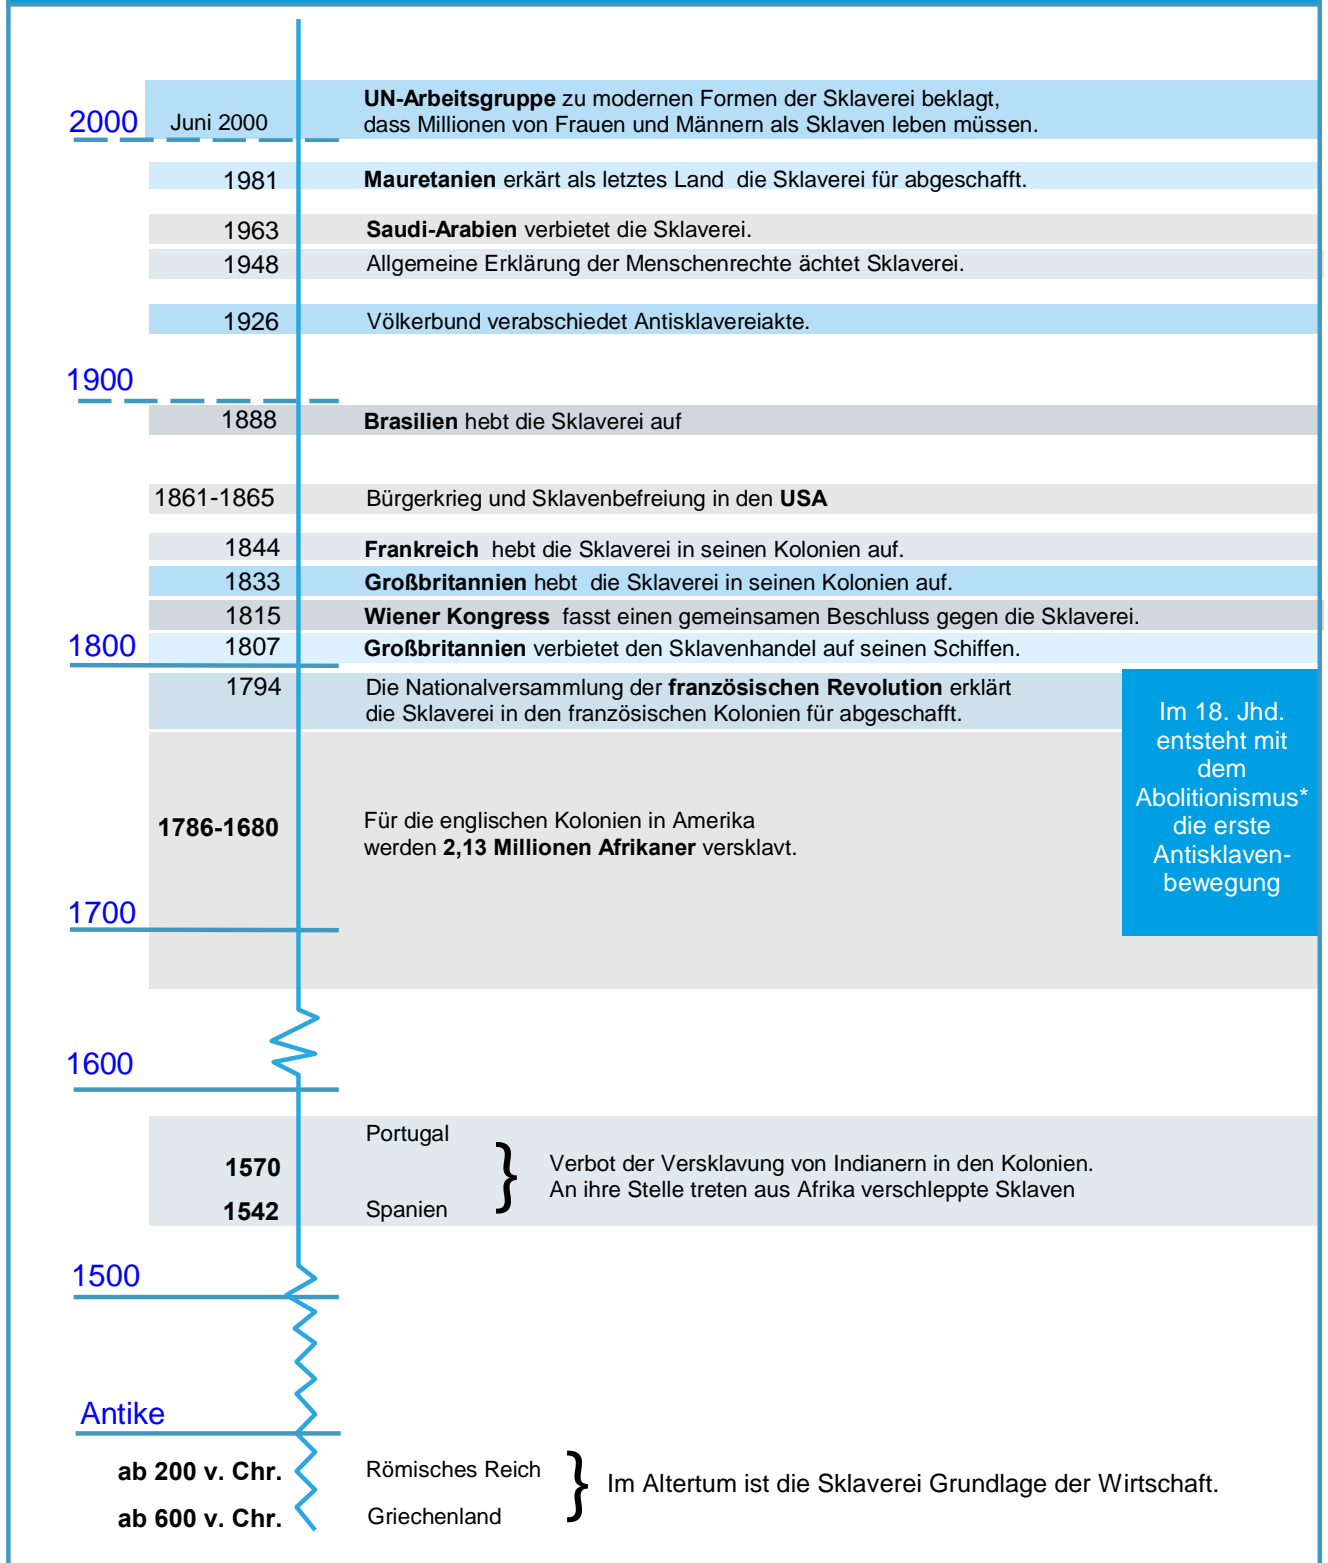 UN-Arbeitsgruppe zu modernen Formen der Sklaverei beklagt,
2000 Juni 2000 dass Millionen von Frauen und Männern als Sklaven leben müssen.
1981 Mauretanien erkärt als letztes Land die Sklaverei für abgeschafft.
1963 Saudi-Arabien verbietet die Sklaverei.
1948 Allgemeine Erklärung der Menschenrechte ächtet Sklaverei.
1926 Völkerbund verabschiedet Antisklavereiakte.
1900
1888 Brasilien hebt die Sklaverei auf
1861-1865 Bürgerkrieg und Sklavenbefreiung in den USA
1844 Frankreich hebt die Sklaverei in seinen Kolonien auf.
1833 Großbritannien hebt die Sklaverei in seinen Kolonien auf.
1815 Wiener Kongress fasst einen gemeinsamen Beschluss gegen die Sklaverei.
1800 1807 Großbritannien verbietet den Sklavenhandel auf seinen Schiffen.
1794 Die Nationalversammlung der französischen Revolution erklärt
die Sklaverei in den französischen Kolonien für abgeschafft.
Im 18. Jhd.
entsteht mit
dem
Abolitionismus*
die erste
Antisklaven-
bewegung
1786-1680 Für die englischen Kolonien in Amerika
werden 2,13 Millionen Afrikaner versklavt.
1700
1600
Portugal
1570 Verbot der Versklavung von Indianern in den Kolonien.
An ihre Stelle treten aus Afrika verschleppte Sklaven
1542 Spanien
1500
Antike
ab 200 v. Chr. Römisches Reich
Im Altertum ist die Sklaverei Grundlage der Wirtschaft.
ab 600 v. Chr. Griechenland